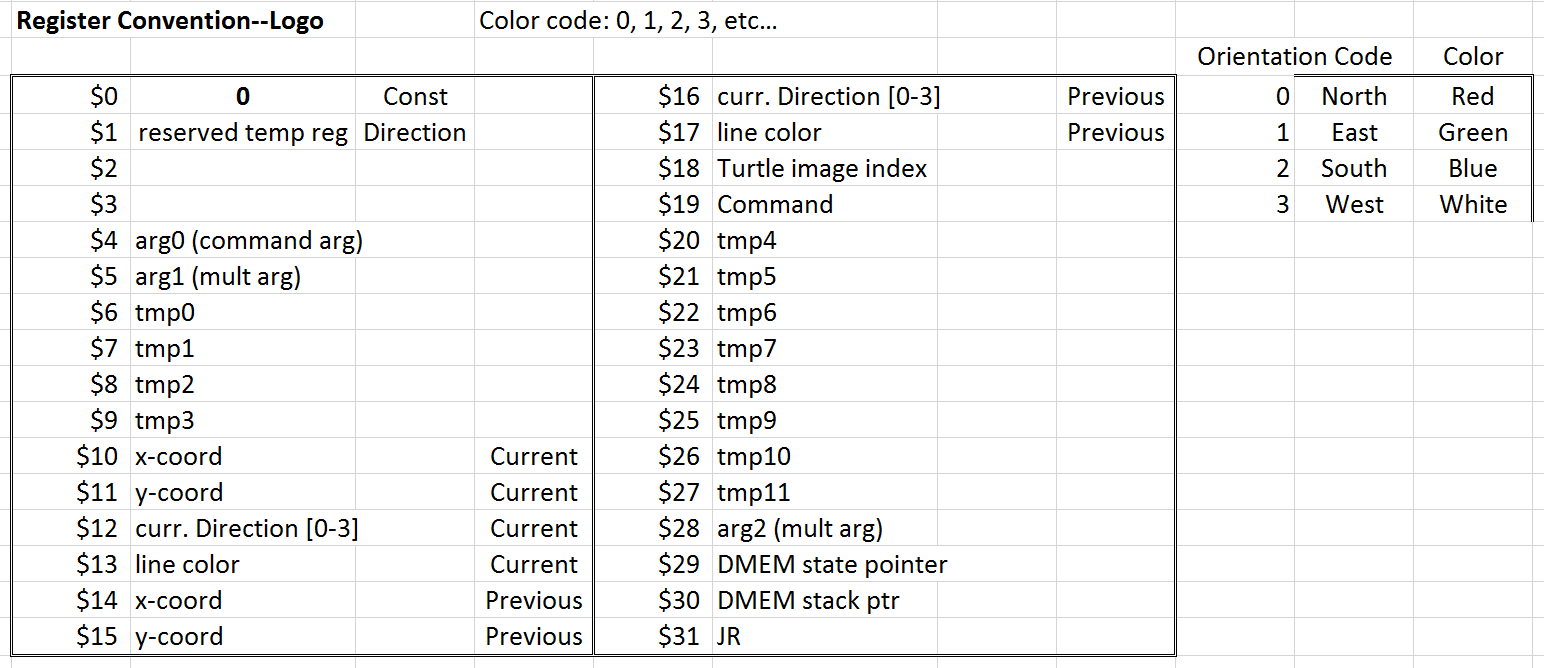 Register Convention--Logo Color code: 0, 1, 2, 3, etc...
Orientation Code Color
$0 0 Const $16 curr. Direction [0-3] Previous 0 North Red
$1 reserved temp reg Direction $17 line color Previous 1 East Green
$2 $18 Turtle image index 2 South Blue
$3 $19 Command 3 West White
$4 arg0 (command arg) $20 tmp4
$5 arg1 (mult arg) $21 tmp5
$6 tmp0 $22 tmp6
$7 tmp1 $23 tmp7
$8 tmp2 $24 tmp8
$9 tmp3 $25 tmp9
$10 x-coord Current $26 tmp10
$11 y-coord Current $27 tmp11
$12 curr. Direction [0-3] Current $28 arg2 (mult arg)
$13 line color Current $29 DMEM state pointer
$14 x-coord Previous $30 DMEM stack ptr
$15 y-coord Previous $31 JR